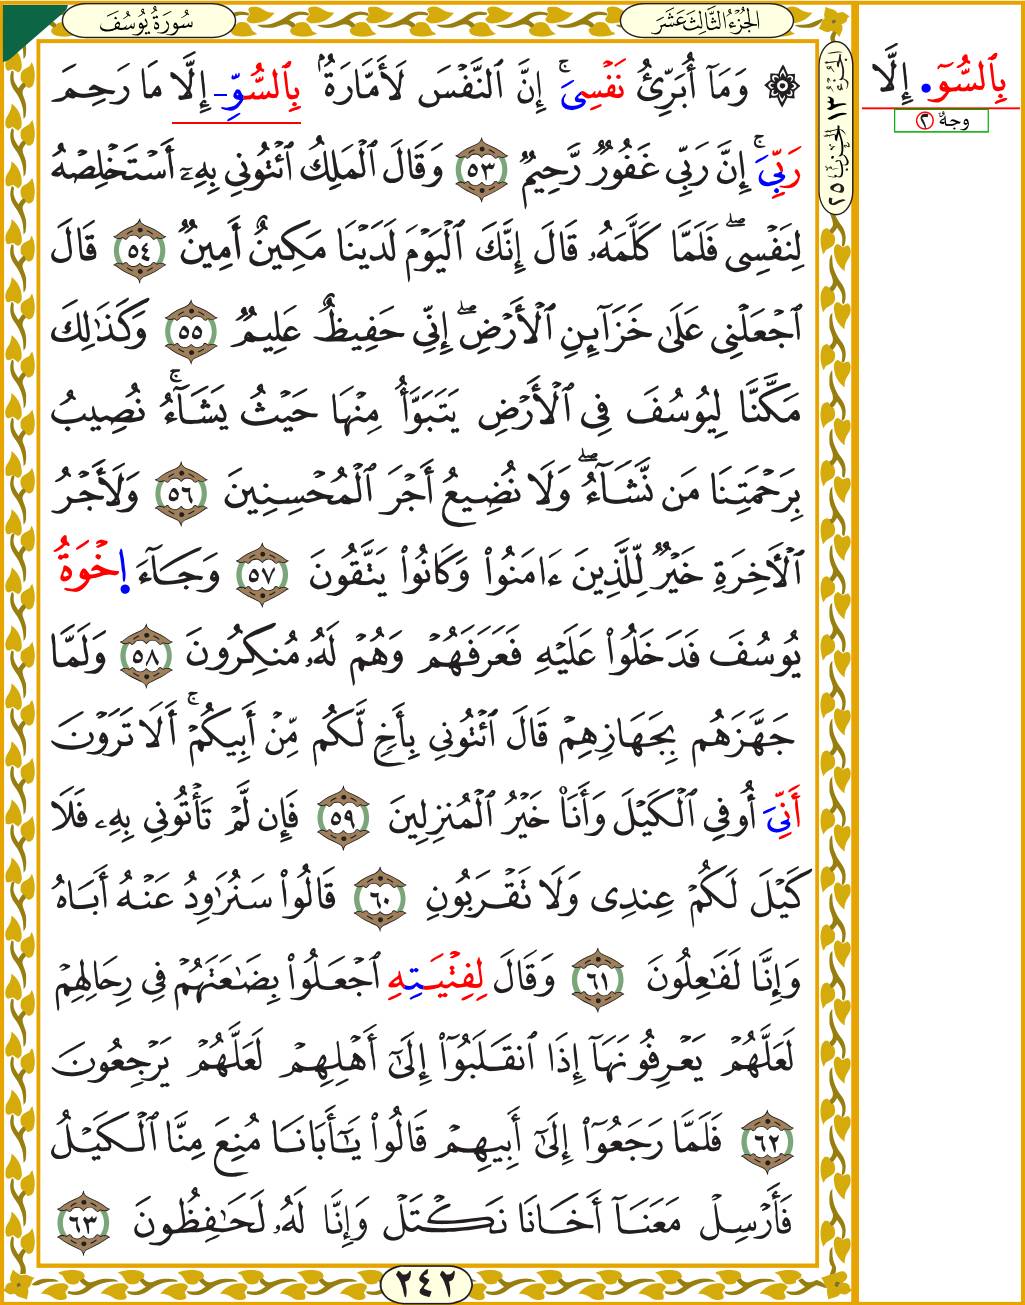 سُورَةُ يُوسُفَ
الجُزْءُ الثَّالِثَ عَشَرَ
۞ وَمَآ أُبَرِّئُ نَفْسِىَ ۚ إِنَّ ٱلنَّفْسَ لَأَمَّارَةُۢ بِٱلسُّوِّ إِلَّا مَا رَحِمَ
رَبِّىَ ۚ إِنَّ رَبِّى غَفُورٌ رَّحِيمٌ ٥٣ وَقَالَ ٱلْمَلِكُ ٱئْتُونِى بِهِۦٓ أَسْتَخْلِصْهُ
لِنَفْسِى ۖ فَلَمَّا كَلَّمَهُۥ قَالَ إِنَّكَ ٱلْيَوْمَ لَدَيْنَا مَكِينٌ أَمِينٌ ٥٤ قَالَ
ٱجْعَلْنِى عَلَىٰ خَزَآئِنِ ٱلْأَرْضِ ۖ إِنِّى حَفِيظٌ عَلِيمٌ ٥٥ وَكَذَٰلِكَ
مَكَّنَّا لِيُوسُفَ فِى ٱلْأَرْضِ يَتَبَوَّأُ مِنْهَا حَيْثُ يَشَآءُ ۚ نُصِيبُ
بِرَحْمَتِنَا مَن نَّشَآءُ ۖ وَلَا نُضِيعُ أَجْرَ ٱلْمُحْسِنِينَ ٥٦ وَلَأَجْرُ
ٱلْأَخِرَةِ خَيْرٌ لِّلَّذِينَ ءَامَنُوا۟ وَكَانُوا۟ يَتَّقُونَ ٥٧ وَجَآءَ إِخْوَةُ
يُوسُفَ فَدَخَلُوا۟ عَلَيْهِ فَعَرَفَهُمْ وَهُمْ لَهُۥ مُنكِرُونَ ٥٨ وَلَمَّا
جَهَّزَهُم بِجَهَازِهِمْ قَالَ ٱئْتُونِى بِأَخٍ لَّكُم مِّنْ أَبِيكُمْ ۚ أَلَا تَرَوْنَ
أَنِّىَ أُوفِى ٱلْكَيْلَ وَأَنَا۠ خَيْرُ ٱلْمُنزِلِينَ ٥٩ فَإِن لَّمْ تَأْتُونِى بِهِۦ فَلَا
كَيْلَ لَكُمْ عِندِى وَلَا تَقْرَبُونِ ٦٠ قَالُوا۟ سَنُرَٰوِدُ عَنْهُ أَبَاهُ
وَإِنَّا لَفَٰعِلُونَ ٦١ وَقَالَ لِفِتْيَتِهِ ٱجْعَلُوا۟ بِضَٰعَتَهُمْ فِى رِحَالِهِمْ
لَعَلَّهُمْ يَعْرِفُونَهَآ إِذَا ٱنقَلَبُوٓا۟ إِلَىٰٓ أَهْلِهِمْ لَعَلَّهُمْ يَرْجِعُونَ
٦٢ فَلَمَّا رَجَعُوٓا۟ إِلَىٰٓ أَبِيهِمْ قَالُوا۟ يَٰٓأَبَانَا مُنِعَ مِنَّا ٱلْكَيْلُ
فَأَرْسِلْ مَعَنَآ أَخَانَا نَكْتَلْ وَإِنَّا لَهُۥ لَحَٰفِظُونَ ٦٣
٢٤٢
بِٱلسُّوٓ• إِلَّا
وجهٌ ٢
الجُزْءُ ١٣ الحِزْبُ ٢٥